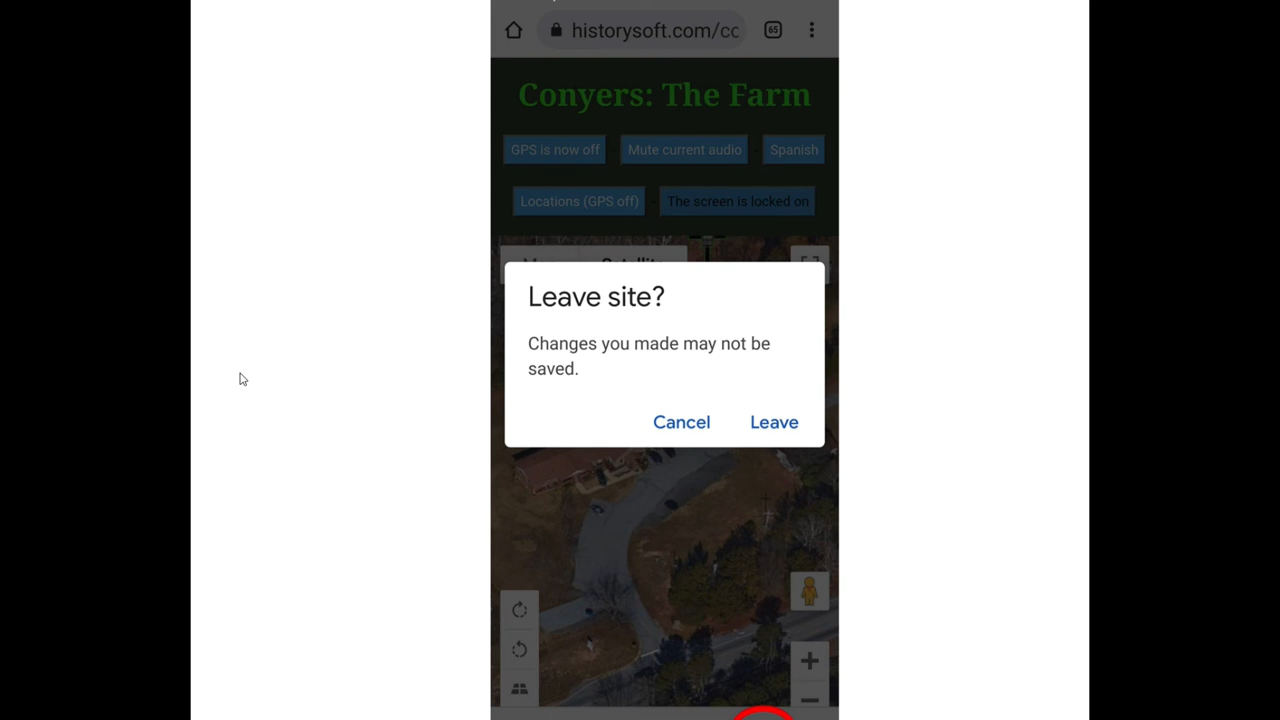 historysoft.com/cc
65
Conyers: The Farm
GPS is now off
Mute current audio - Spanish
Locations (GPS off) - The screen is locked on
Leave site?
Changes you made may not be
saved.
Cancel Leave